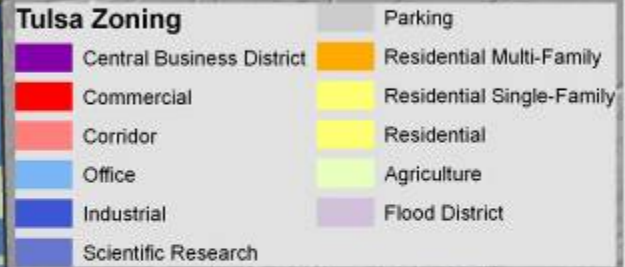 Tulsa Zoning
Central Business District
Commercial
Corridor
Office
Industrial
Scientific Research
Parking
Residential Multi-Family
Residential Single-Family
Residential
Agriculture
Flood District